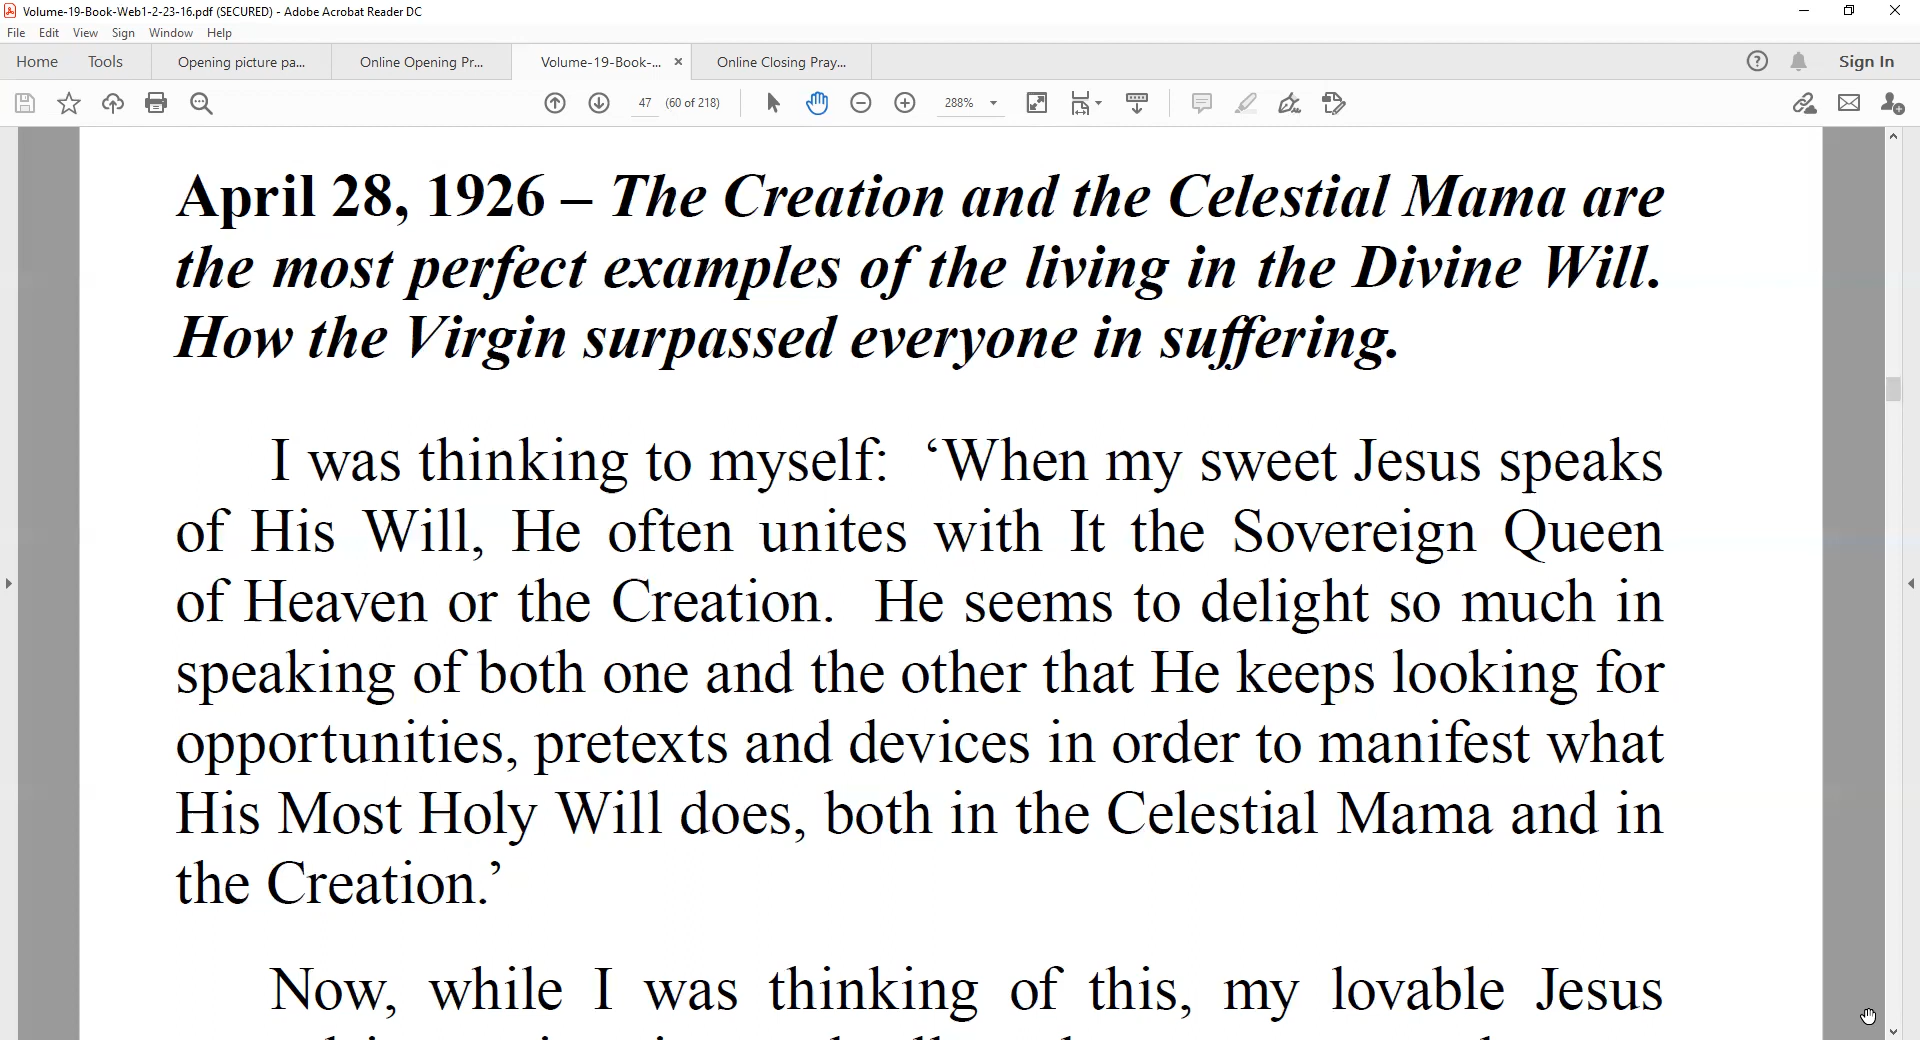 Volume-19-Book-Web1-2-23-16.pdf (SECURED) - Adobe Acrobat Reader DC
File Edit View Sign Window Help
Home Tools Opening picture pa... Online Opening Pr... Volume-19-Book-... × Online Closing Pray... Sign In
47 (60 of 218) 288%
April 28, 1926 – The Creation and the Celestial Mama are
the most perfect examples of the living in the Divine Will.
How the Virgin surpassed everyone in suffering.
I was thinking to myself: ‘When my sweet Jesus speaks
of His Will, He often unites with It the Sovereign Queen
of Heaven or the Creation. He seems to delight so much in
speaking of both one and the other that He keeps looking for
opportunities, pretexts and devices in order to manifest what
His Most Holy Will does, both in the Celestial Mama and in
the Creation.’
Now, while I was thinking of this, my lovable Jesus